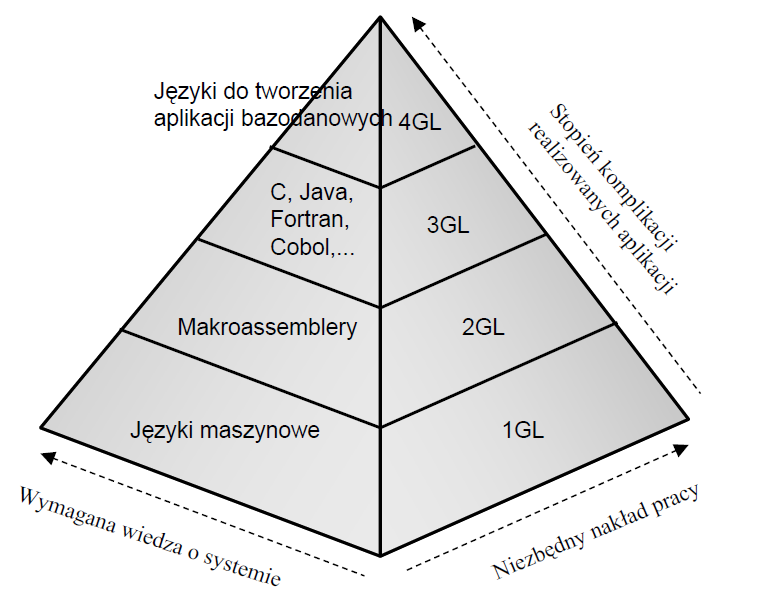 Języki do tworzenia
aplikacji bazodanowych
4GL
C, Java,
Fortran,
Cobol,...
3GL
Makroassemblery
2GL
Języki maszynowe
1GL
Stopień komplikacji
realizowanych aplikacji
Wymagana wiedza o systemie
Niezbędny nakład pracy